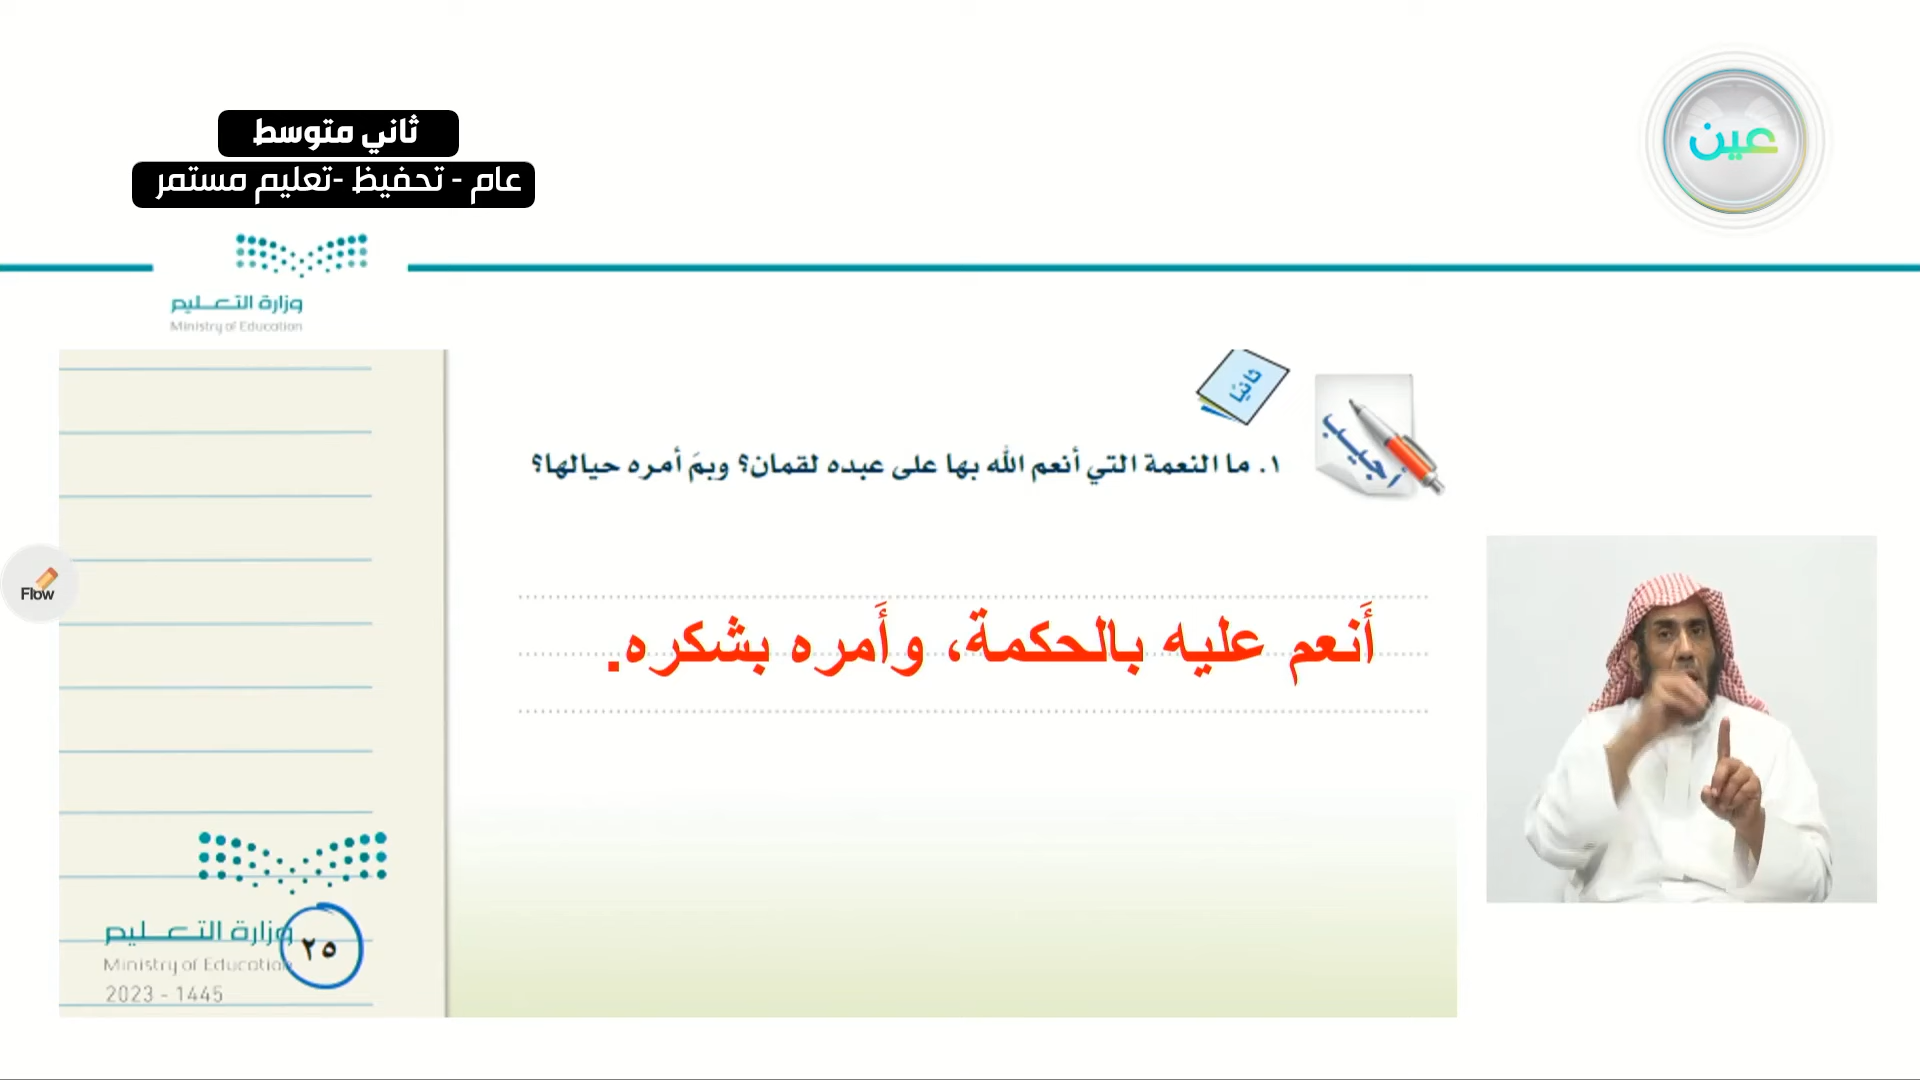 عين
ثاني متوسط
عام - تحفيظ -تعليم مستمر
وزارة التعـليم
Ministry of Education
ثانيًا
أجيب
١. ما النعمة التي أنعم الله بها على عبده لقمان؟ وبمَ أمره حيالها؟
أَنعم عليه بالحكمة، وأَمره بشكره.
Flow
وزارة التعـليم
Ministry of Education
2023 - 1445
٢٥